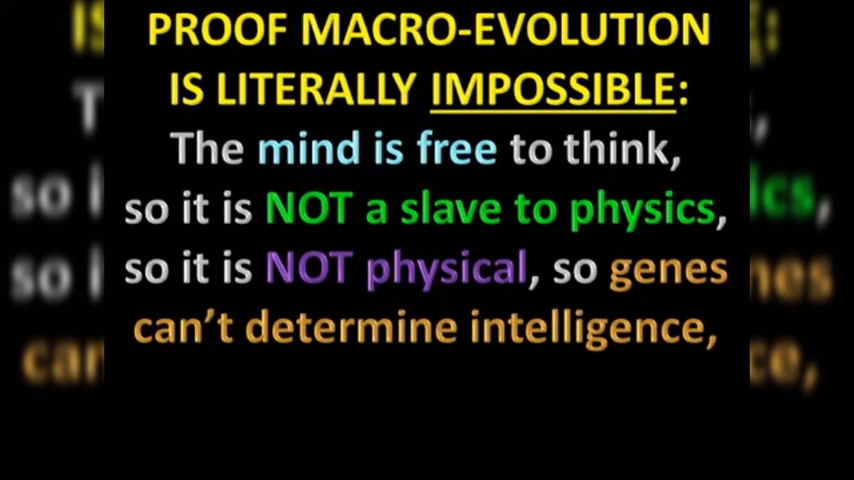 PROOF MACRO-EVOLUTION
IS LITERALLY IMPOSSIBLE:
The mind is free to think,
so it is NOT a slave to physics,
so it is NOT physical, so genes
can't determine intelligence,